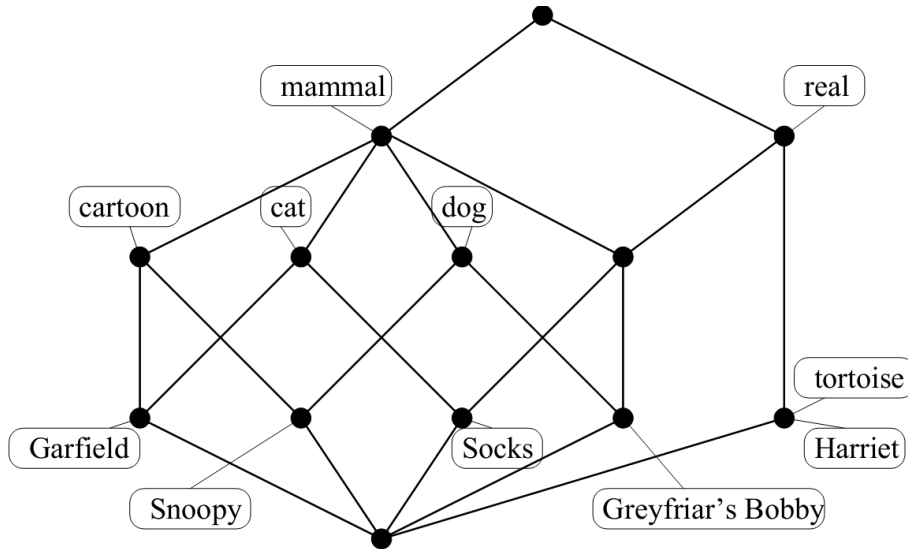 mammal
real
cartoon
cat
dog
tortoise
Garfield
Socks
Harriet
Snoopy
Greyfriar's Bobby